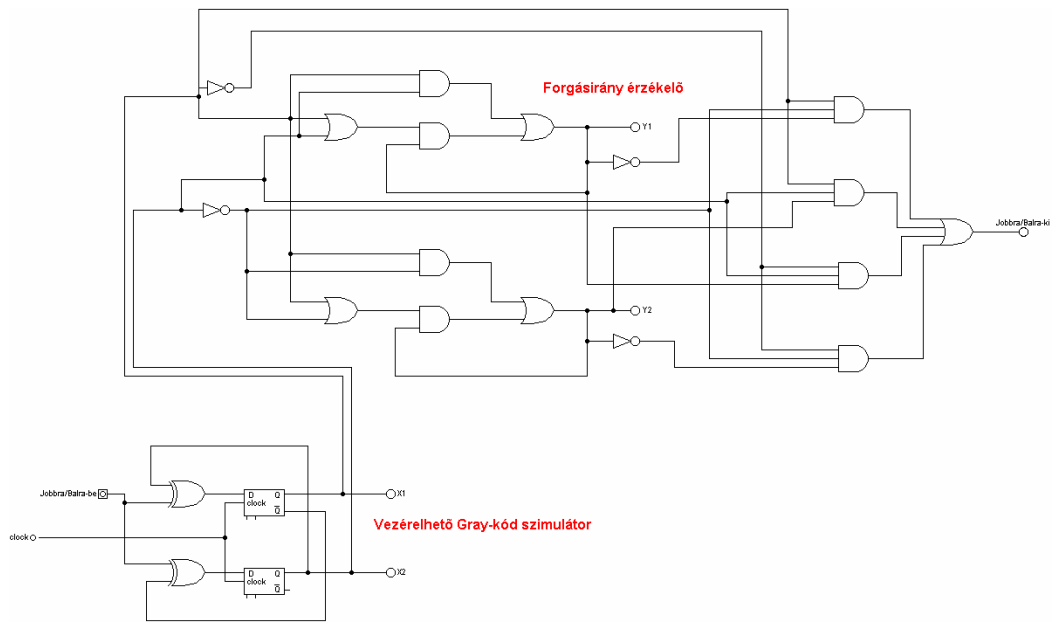 Forgásirány érzékelő
Y1
Jobbra/Balra-ki
Y2
Jobbra/Balra-be
D Q
clock
Q
X1
Vezérelhető Gray-kód szimulátor
clock
D Q
clock
Q
X2